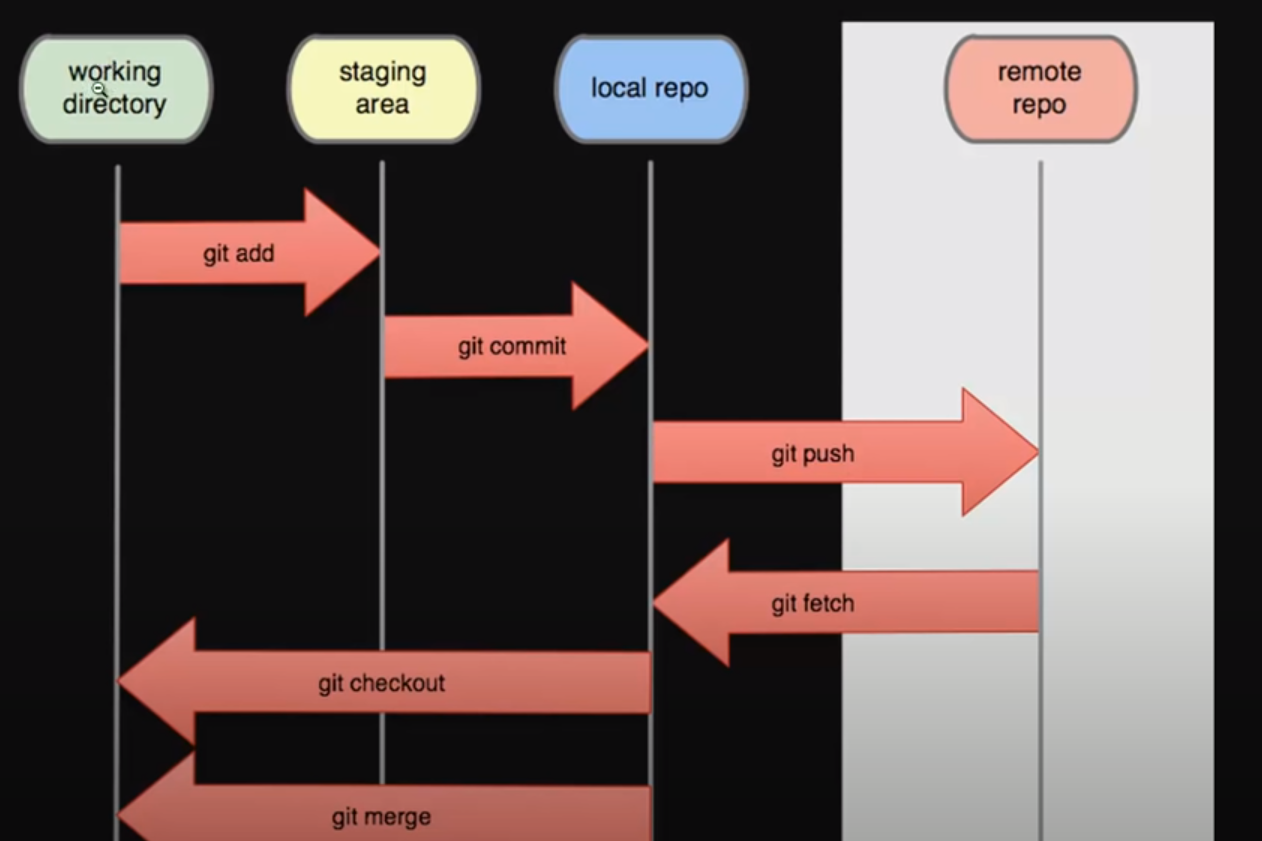 working
directory
staging
area
local repo
remote
repo
git add
git commit
git push
git fetch
git checkout
git merge